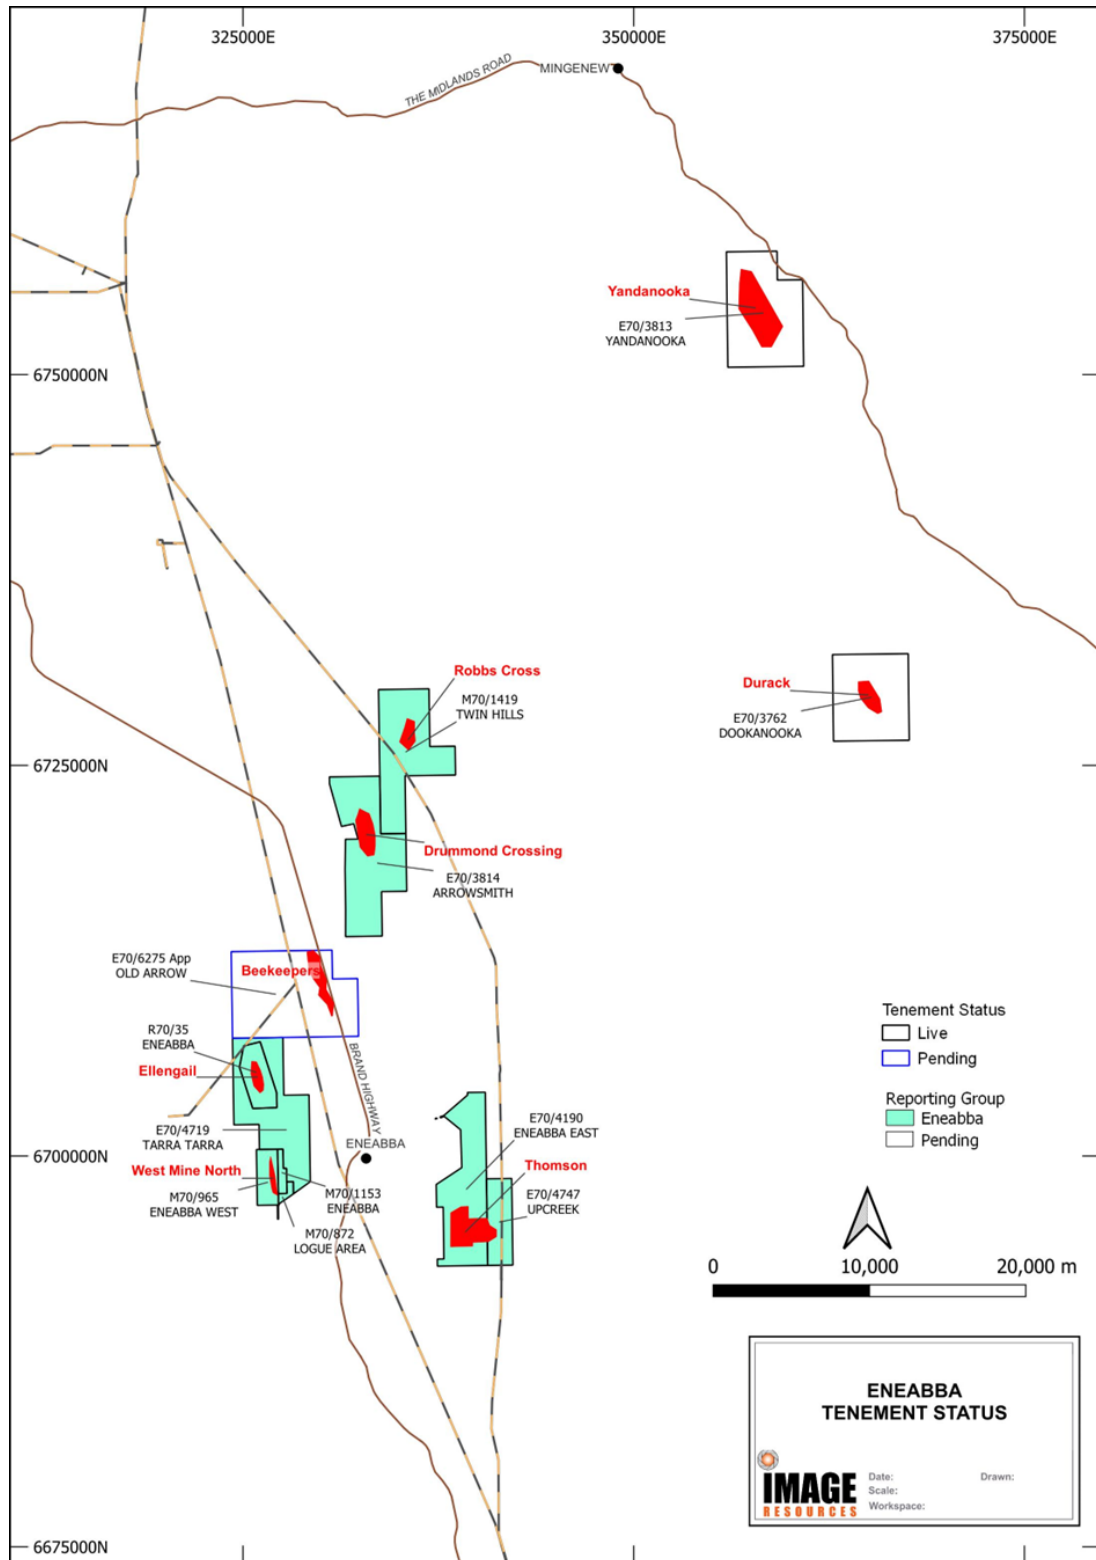 325000E
350000E
375000E
THE MIDLANDS ROAD
MINGENEW
Yandanooka
E70/3813
YANDANOOKA
6750000N
Robbs Cross
M70/1419
TWIN HILLS
Durack
E70/3762
DOOKANOOKA
6725000N
Drummond Crossing
E70/3814
ARROWSMITH
E70/6275 App
OLD ARROW
Beekeepers
R70/35
ENEABBA
Ellengail
BRAND HIGHWAY
E70/4719
TARRA TARRA
ENEABBA
E70/4190
ENEABBA EAST
6700000N
West Mine North
Thomson
M70/965
ENEABBA WEST
M70/1153
ENEABBA
E70/4747
UPCREEK
M70/872
LOGUE AREA
Tenement Status
Live
Pending
Reporting Group
Eneabba
Pending
0
10,000
20,000 m
ENEABBA
TENEMENT STATUS
IMAGE
RESOURCES
Date:
Drawn:
Scale:
Workspace:
6675000N